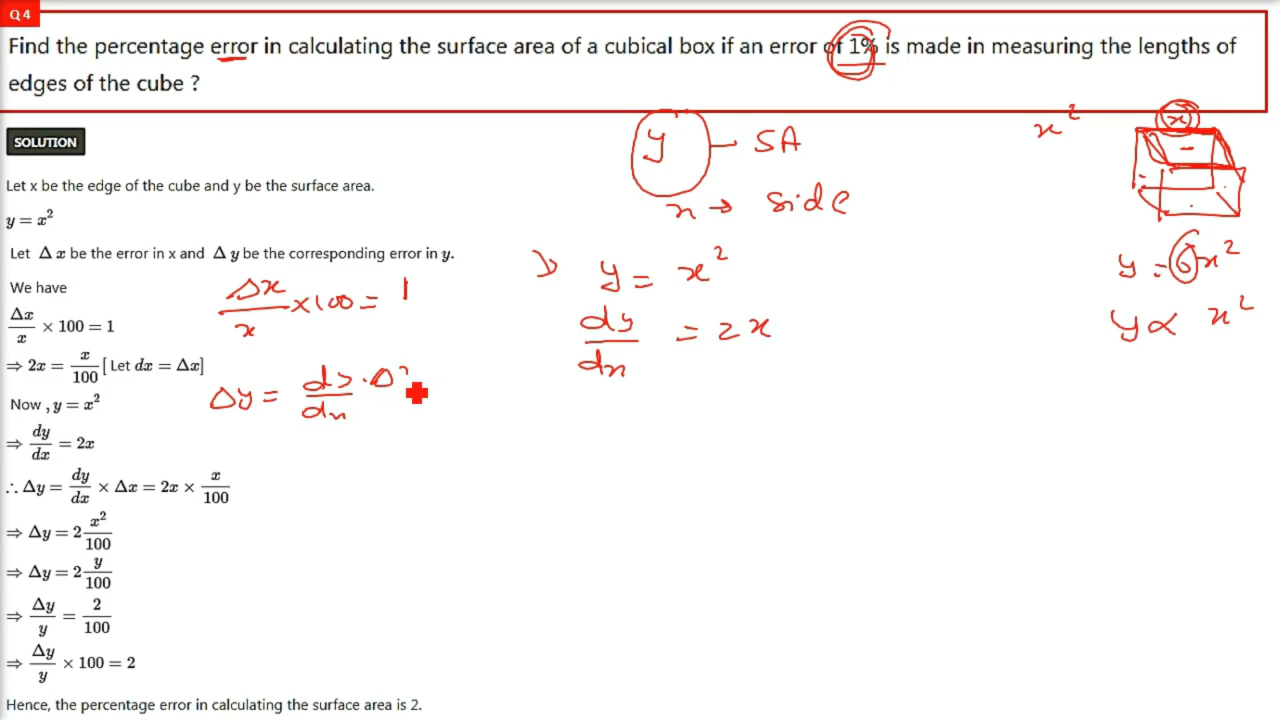 Q 4
Find the percentage error in calculating the surface area of a cubical box if an error of 1% is made in measuring the lengths of
edges of the cube ?
SOLUTION
Let x be the edge of the cube and y be the surface area.
y = x²
Let Δ x be the error in x and Δ y be the corresponding error in y.
We have
Δx/x × 100 = 1
⇒ 2x = x/100 [ Let dx = Δx]
Now , y = x²
⇒ dy/dx = 2x
∴ Δy = dy/dx × Δx = 2x × x/100
⇒ Δy = 2 x²/100
⇒ Δy = 2 y/100
⇒ Δy/y = 2/100
⇒ Δy/y × 100 = 2
Hence, the percentage error in calculating the surface area is 2.
y — SA
x → side
y = x²
dy/dx = 2x
Δx/x × 100 = 1
Δy = dy/dx · Δ
x²
x
y = 6x²
y ∝ x²